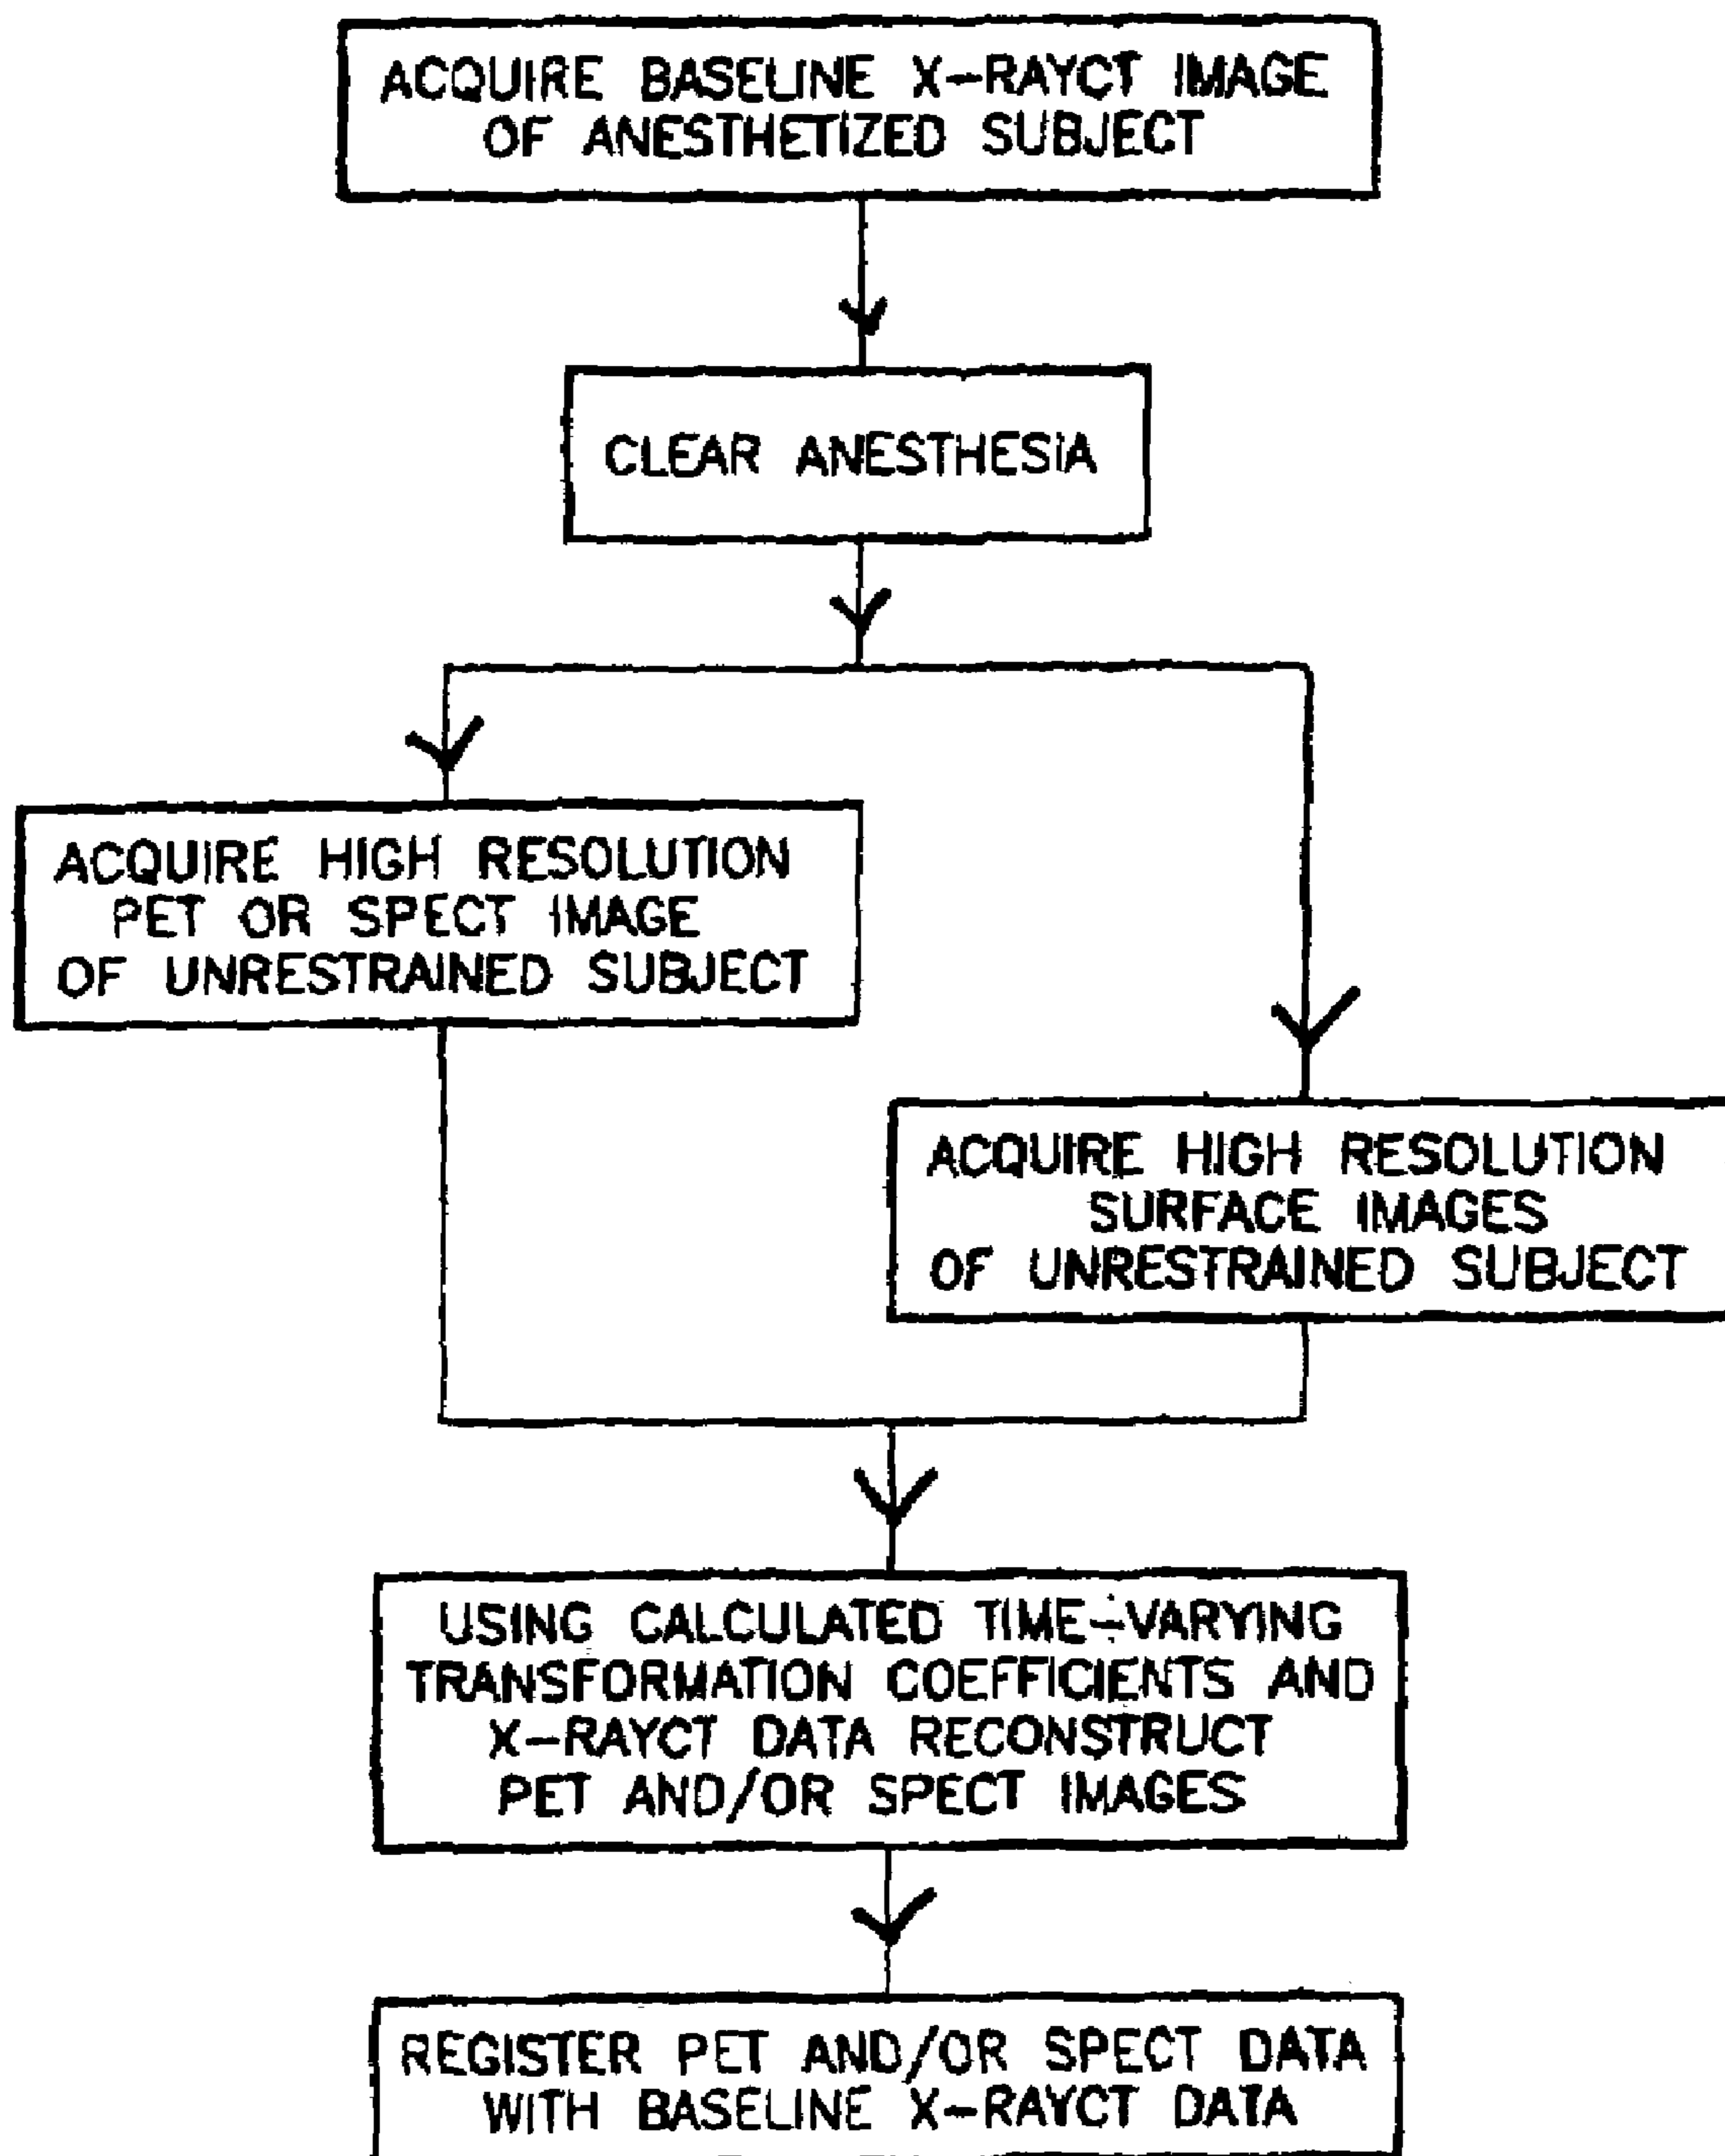 ACQUIRE BASELINE X-RAYCT IMAGE
OF ANESTHETIZED SUBJECT
CLEAR ANESTHESIA
ACQUIRE HIGH RESOLUTION
PET OR SPECT IMAGE
OF UNRESTRAINED SUBJECT
ACQUIRE HIGH RESOLUTION
SURFACE IMAGES
OF UNRESTRAINED SUBJECT
USING CALCULATED TIME-VARYING
TRANSFORMATION COEFFICIENTS AND
X-RAYCT DATA RECONSTRUCT
PET AND/OR SPECT IMAGES
REGISTER PET AND/OR SPECT DATA
WITH BASELINE X-RAYCT DATA